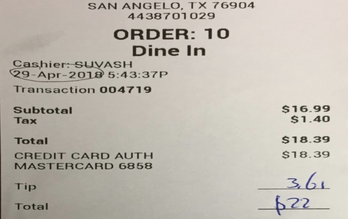 SAN ANGELO, TX 76904
4438701029
ORDER: 10
Dine In
Cashier: SUVASH
29-Apr-2018 5:43:37P
Transaction 004719
Subtotal $16.99
Tax $1.40
Total $18.39
CREDIT CARD AUTH $18.39
MASTERCARD 6858
Tip 3.61
Total $22